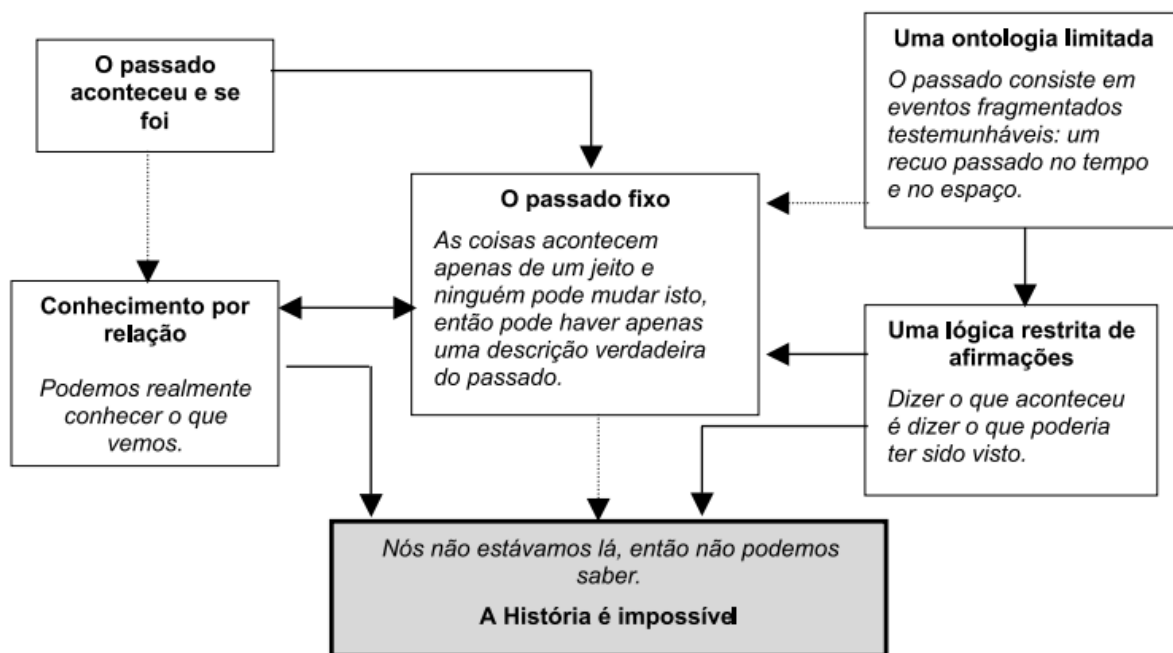 O passado
aconteceu e se
foi
Uma ontologia limitada
O passado consiste em
eventos fragmentados
testemunháveis: um
recuo passado no tempo
e no espaço.
O passado fixo
As coisas acontecem
apenas de um jeito e
ninguém pode mudar isto,
então pode haver apenas
uma descrição verdadeira
do passado.
Conhecimento por
relação
Podemos realmente
conhecer o que
vemos.
Uma lógica restrita de
afirmações
Dizer o que aconteceu
é dizer o que poderia
ter sido visto.
Nós não estávamos lá, então não podemos
saber.
A História é impossível